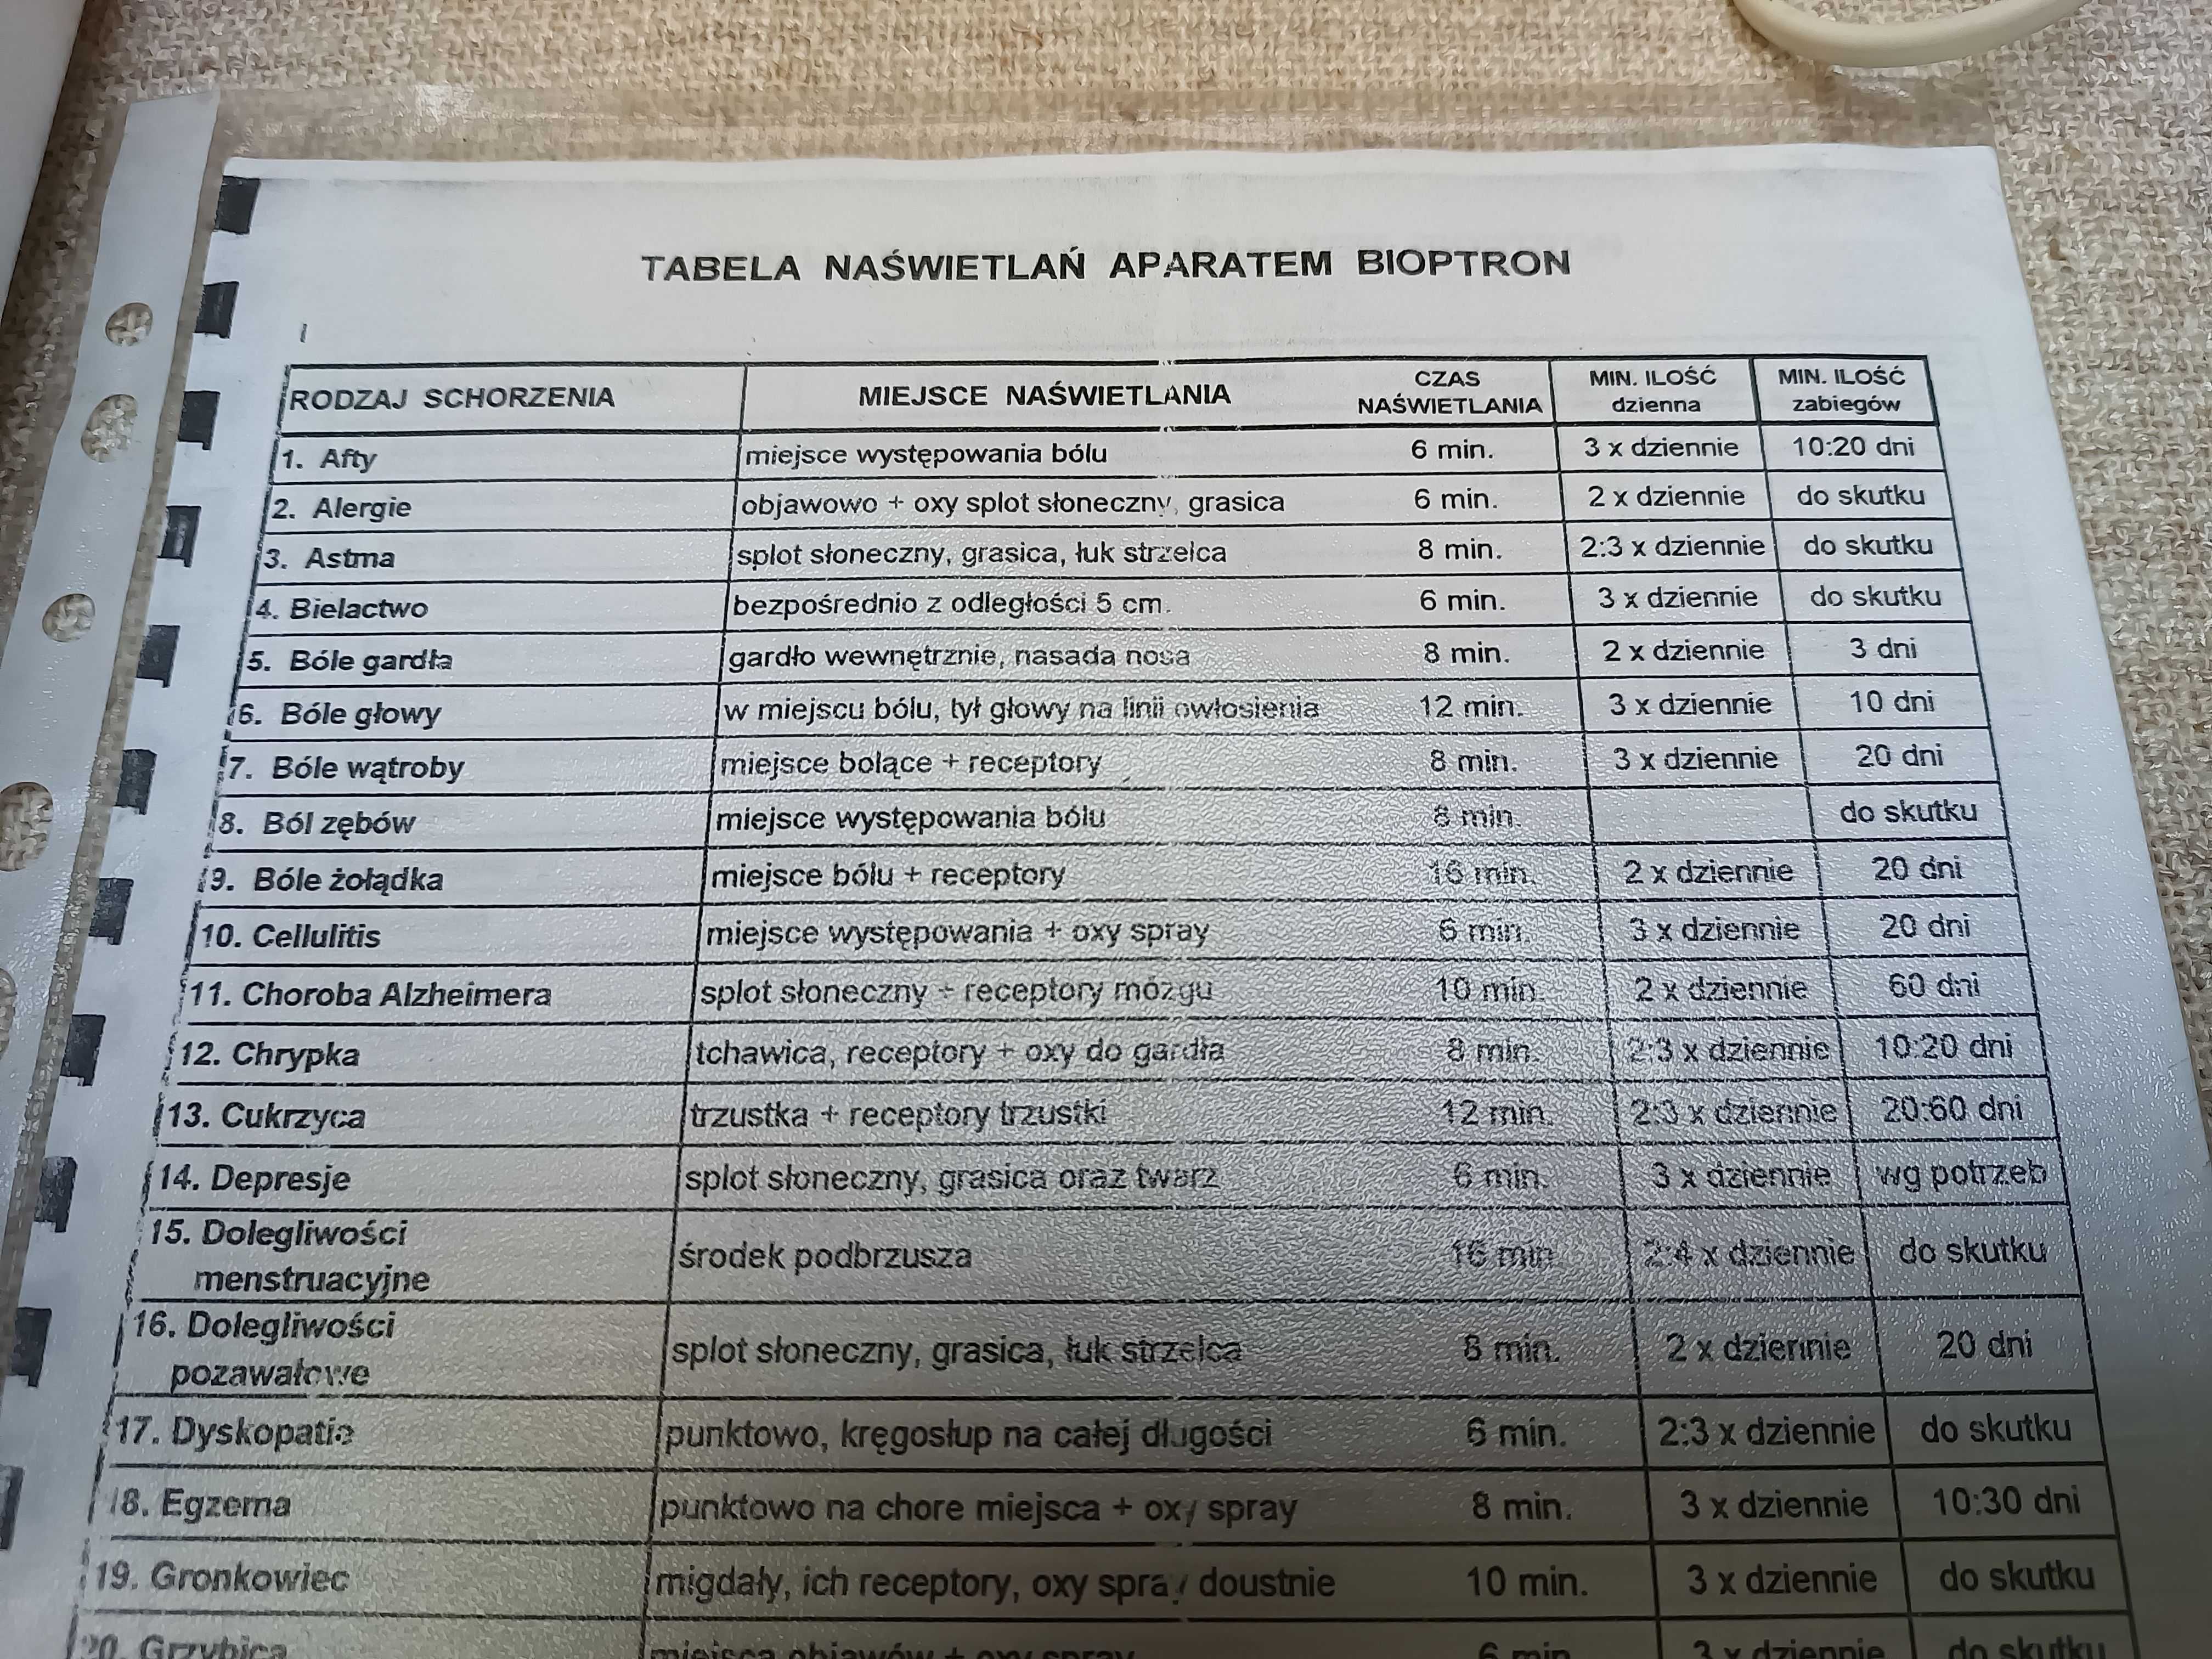 TABELA NAŚWIETLAŃ APARATEM BIOPTRON
RODZAJ SCHORZENIA MIEJSCE NAŚWIETLANIA CZAS NAŚWIETLANIA MIN. ILOŚĆ dzienna MIN. ILOŚĆ zabiegów
1. Afty miejsce występowania bólu 6 min. 3 x dziennie 10:20 dni
2. Alergie objawowo + oxy splot słoneczny, grasica 6 min. 2 x dziennie do skutku
3. Astma splot słoneczny, grasica, łuk strzelca 8 min. 2:3 x dziennie do skutku
4. Bielactwo bezpośrednio z odległości 5 cm. 6 min. 3 x dziennie do skutku
5. Bóle gardła gardło wewnętrznie, nasada nosa 8 min. 2 x dziennie 3 dni
6. Bóle głowy w miejscu bólu, tył głowy na linii owłosienia 12 min. 3 x dziennie 10 dni
7. Bóle wątroby miejsce bolące + receptory 8 min. 3 x dziennie 20 dni
8. Ból zębów miejsce występowania bólu 8 min. do skutku
9. Bóle żołądka miejsce bólu + receptory 16 min. 2 x dziennie 20 dni
10. Cellulitis miejsce występowania + oxy spray 6 min. 3 x dziennie 20 dni
11. Choroba Alzheimera splot słoneczny + receptory mózgu 10 min. 2 x dziennie 60 dni
12. Chrypka tchawica, receptory + oxy do gardła 8 min. 2:3 x dziennie 10:20 dni
13. Cukrzyca trzustka + receptory trzustki 12 min. 2:3 x dziennie 20:60 dni
14. Depresje splot słoneczny, grasica oraz twarz 6 min. 3 x dziennie wg potrzeb
15. Dolegliwości
menstruacyjne środek podbrzusza 16 min 2:4 x dziennie do skutku
16. Dolegliwości
pozawałowe splot słoneczny, grasica, łuk strzelca 8 min. 2 x dziennie 20 dni
17. Dyskopatie punktowo, kręgosłup na całej długości 6 min. 2:3 x dziennie do skutku
18. Egzema punktowo na chore miejsca + oxy spray 8 min. 3 x dziennie 10:30 dni
19. Gronkowiec migdały, ich receptory, oxy spray doustnie 10 min. 3 x dziennie do skutku
20. Grzybica miejsca objawów + oxy spray 6 min 3 x dziennie do skutku